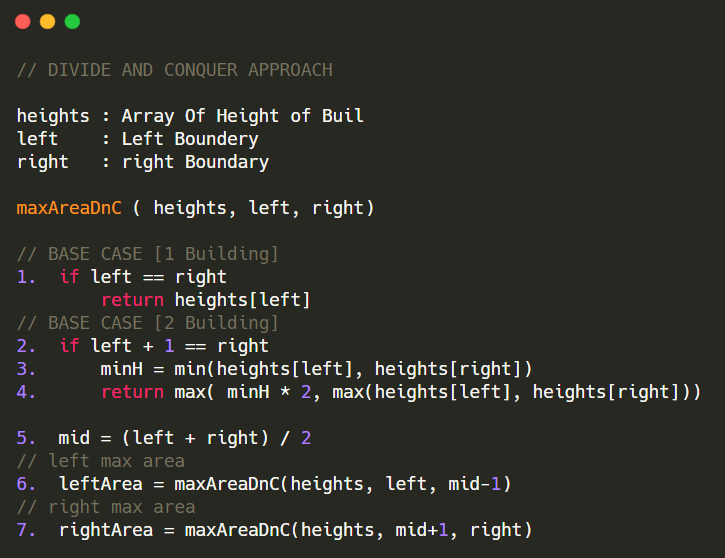 // DIVIDE AND CONQUER APPROACH
heights : Array Of Height of Buil
left    : Left Boundery
right   : right Boundary
maxAreaDnC ( heights, left, right)
// BASE CASE [1 Building]
1.  if left == right
        return heights[left]
// BASE CASE [2 Building]
2.  if left + 1 == right
3.      minH = min(heights[left], heights[right])
4.      return max( minH * 2, max(heights[left], heights[right]))
5.  mid = (left + right) / 2
// left max area
6.  leftArea = maxAreaDnC(heights, left, mid-1)
// right max area
7.  rightArea = maxAreaDnC(heights, mid+1, right)